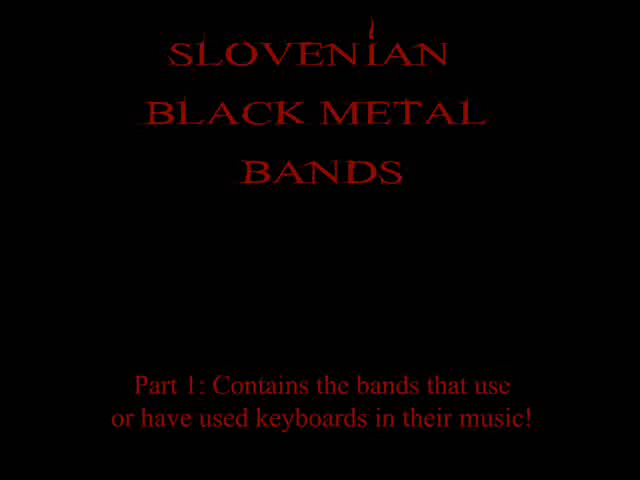 SLOVENIAN
BLACK METAL
BANDS
Part 1: Contains the bands that use
or have used keyboards in their music!